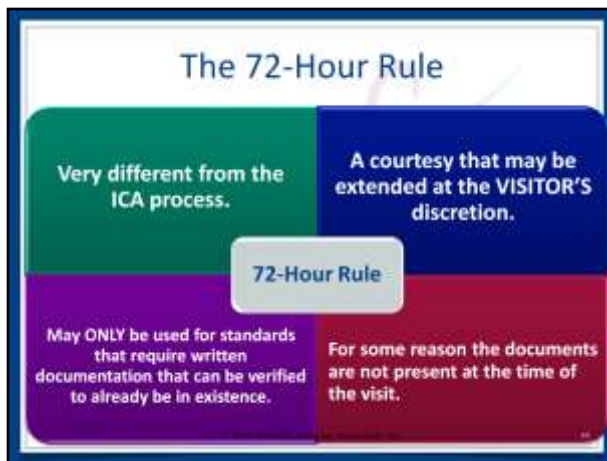 The 72-Hour Rule
Very different from the
ICA process.
A courtesy that may be
extended at the VISITOR'S
discretion.
72-Hour Rule
May ONLY be used for standards
that require written
documentation that can be verified
to already be in existence.
For some reason the documents
are not present at the time of
the visit.